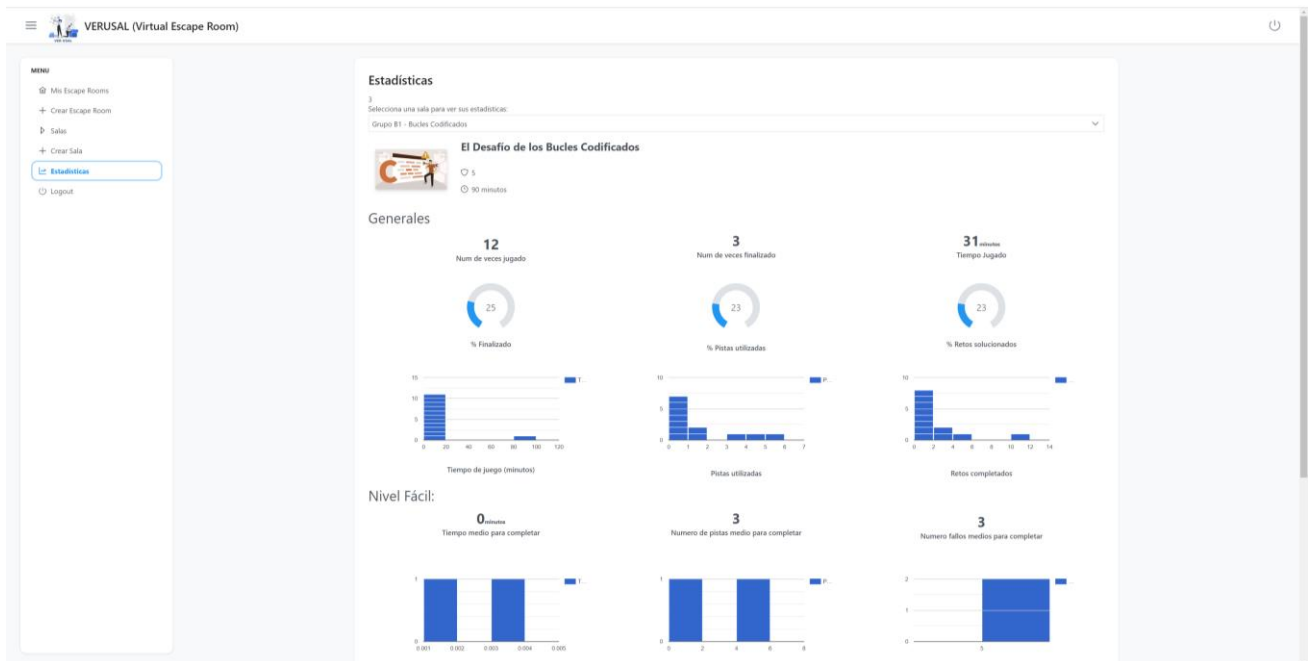 VERUSAL (Virtual Escape Room)
VER-USAL
MENU
Mis Escape Rooms
Crear Escape Room
Salas
Crear Sala
Estadísticas
Logout
Estadísticas
3
Selecciona una sala para ver sus estadísticas:
Grupo B1 - Bucles Codificados
El Desafío de los Bucles Codificados
C
5
90 minutos
Generales
12
Num de veces jugado
3
Num de veces finalizado
31 minutos
Tiempo Jugado
25
% Finalizado
23
% Pistas utilizadas
23
% Retos solucionados
15
10
5
0
0 20 40 60 80 100 120
T...
Tiempo de juego (minutos)
10
5
0
0 1 2 3 4 5 6 7
P...
Pistas utilizadas
10
5
0
0 2 4 6 8 10 12 14
...
Retos completados
Nivel Fácil:
0 minutos
Tiempo medio para completar
3
Numero de pistas medio para completar
3
Numero fallos medios para completar
1
0
0.001 0.002 0.003 0.004 0.005
T...
1
0
0 2 4 6 8
P...
2
1
0
5
...